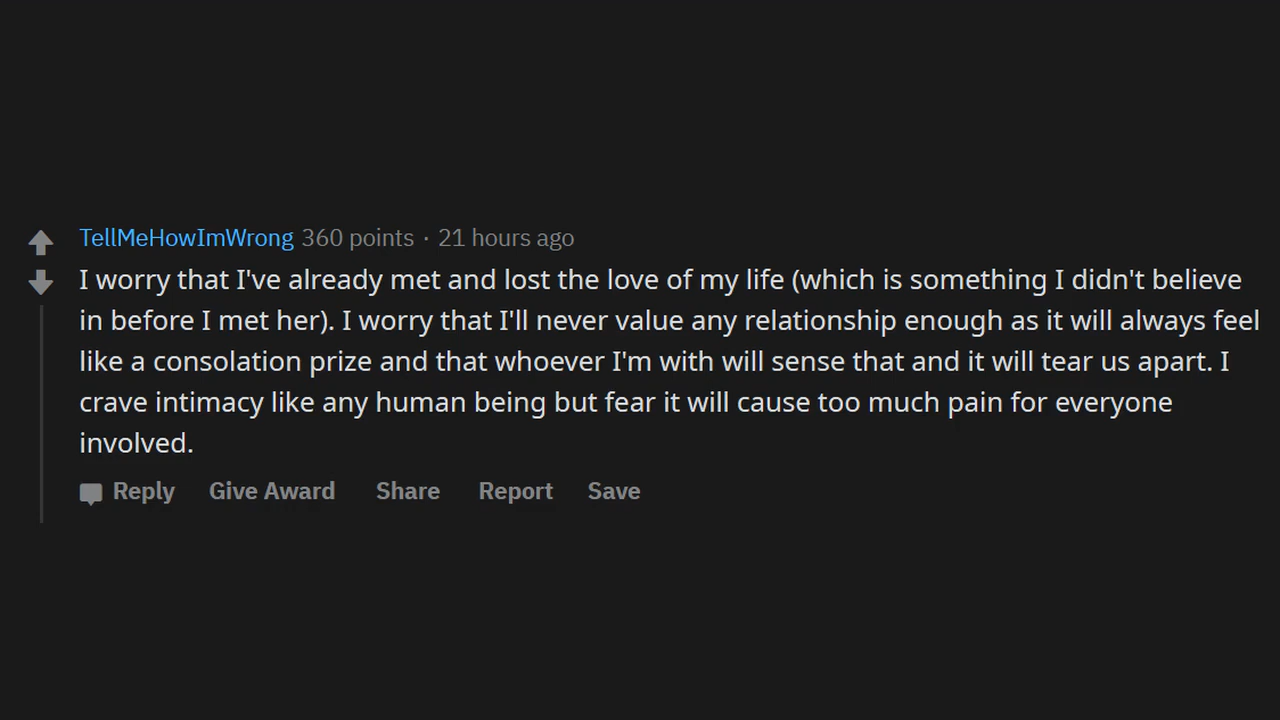 TellMeHowImWrong 360 points · 21 hours ago
I worry that I've already met and lost the love of my life (which is something I didn't believe
in before I met her). I worry that I'll never value any relationship enough as it will always feel
like a consolation prize and that whoever I'm with will sense that and it will tear us apart. I
crave intimacy like any human being but fear it will cause too much pain for everyone
involved.
Reply Give Award Share Report Save